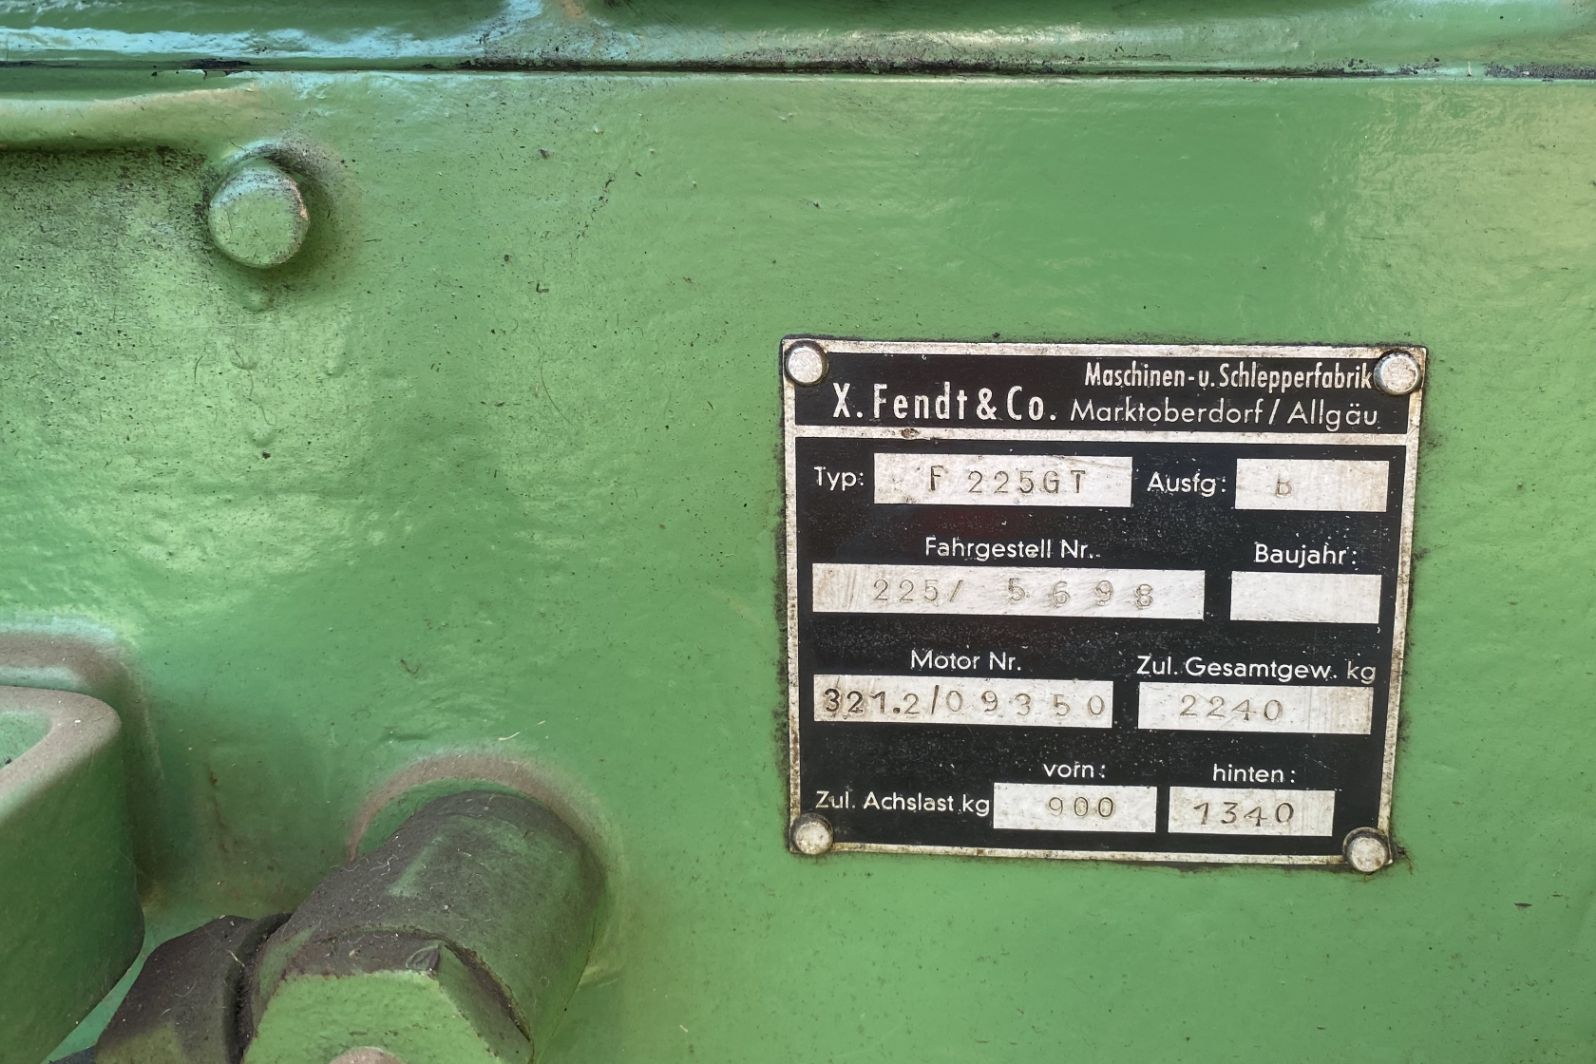 X. Fendt & Co. Maschinen- u. Schlepperfabrik
Marktoberdorf / Allgäu
Typ: F 225GT Ausfg: B
Fahrgestell Nr. Baujahr:
225/ 5698
Motor Nr. Zul. Gesamtgew. kg
321.2/09350 2240
vorn: hinten:
Zul. Achslast kg 900 1340